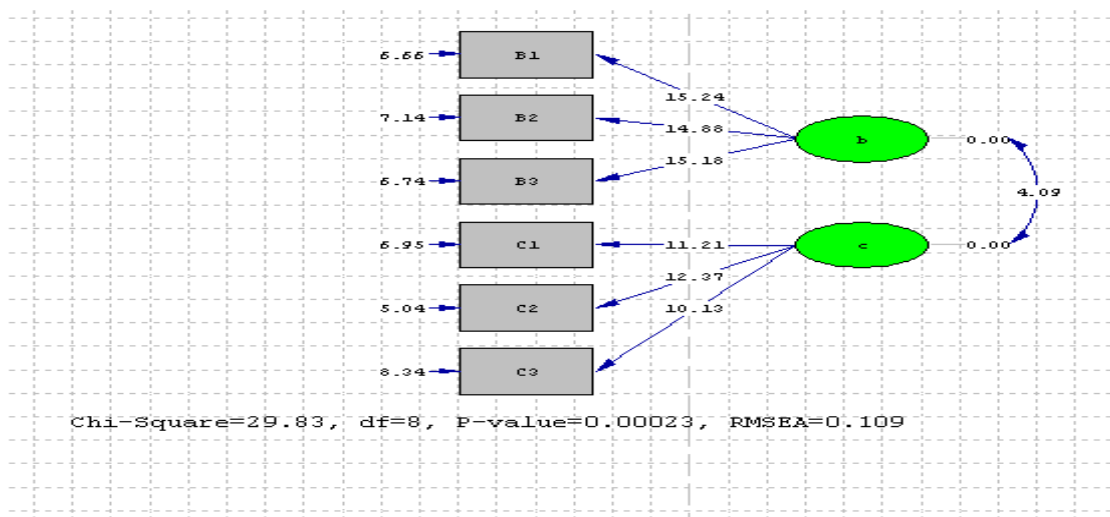 6.66 B1
15.24
7.14 B2
14.88
b 0.00
15.18
6.74 B3
4.09
6.95 C1
11.21
c 0.00
12.37
5.04 C2
10.13
8.34 C3
Chi-Square=29.83, df=8, P-value=0.00023, RMSEA=0.109